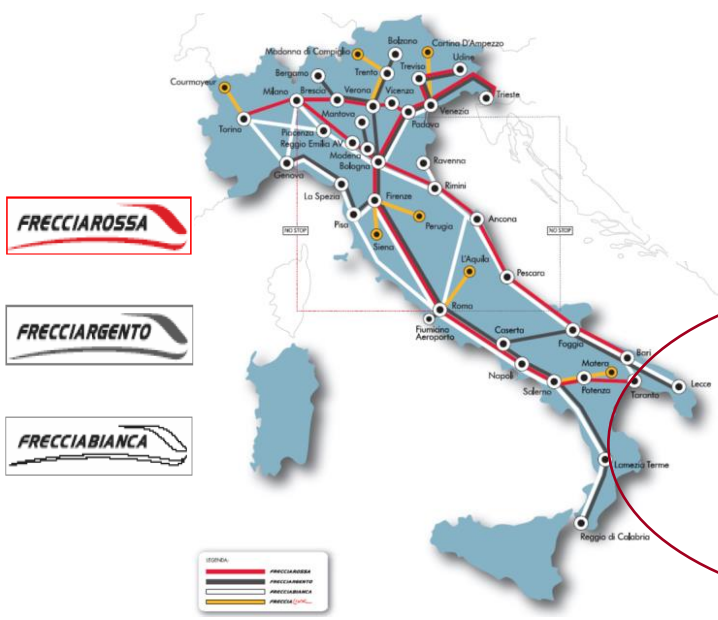 Bolzano
Cortina D'Ampezzo
Madonna di Campiglio
Udine
Treviso
Trento
Bergamo
Courmayeur
Brescia
Verona
Vicenza
Milano
Trieste
Mantova
Padova
Venezia
Torino
Piacenza
Reggio Emilia AV
Modena
Bologna
Ravenna
Genova
Rimini
La Spezia
Firenze
FRECCIAROSSA
Pisa
Ancona
NO STOP
NO STOP
Siena
Perugia
L'Aquila
Pescara
Roma
FRECCIARGENTO
Fiumicino
Aeroporto
Caserta
Foggia
Bari
Matera
Napoli
Lecce
Salerno
Potenza
Taranto
FRECCIABIANCA
Lamezia Terme
Reggio di Calabria
LEGENDA:
FRECCIAROSSA
FRECCIARGENTO
FRECCIABIANCA
FRECCIALink